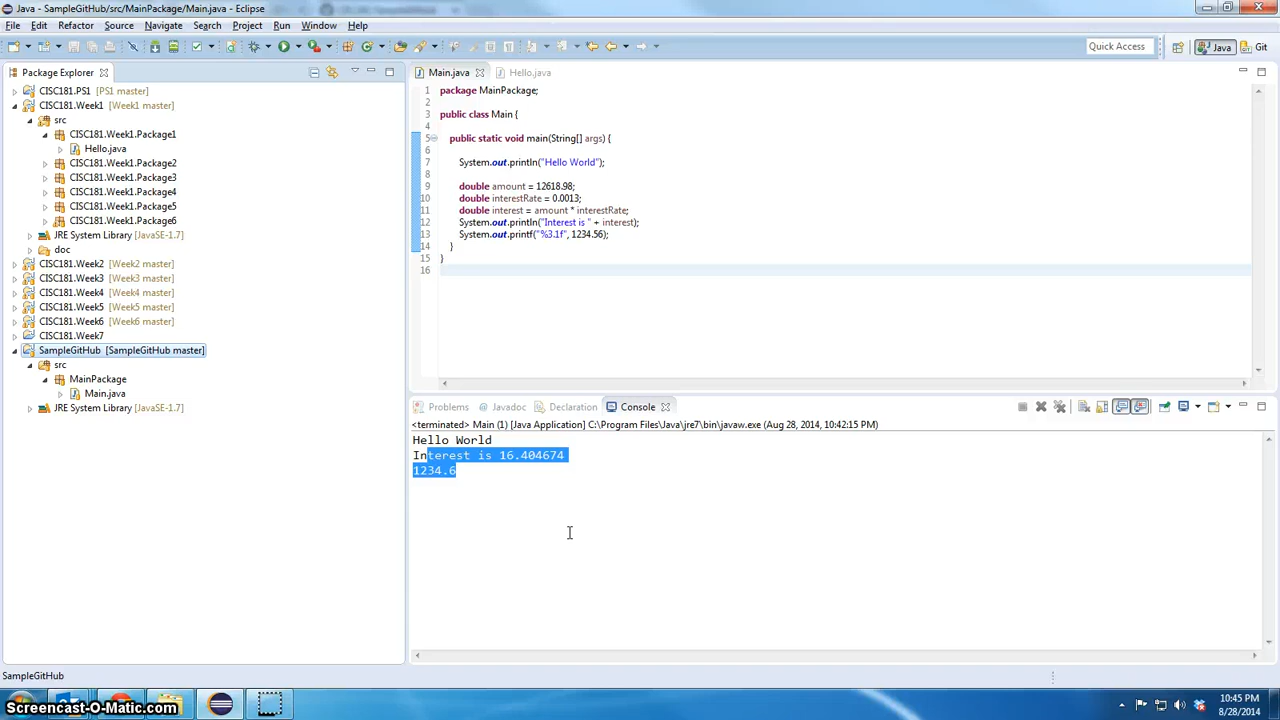 Java - SampleGitHub/src/MainPackage/Main.java - Eclipse
File Edit Refactor Source Navigate Search Project Run Window Help
Quick Access Java Git
Package Explorer
CISC181.PS1 [PS1 master]
CISC181.Week1 [Week1 master]
src
CISC181.Week1.Package1
Hello.java
CISC181.Week1.Package2
CISC181.Week1.Package3
CISC181.Week1.Package4
CISC181.Week1.Package5
CISC181.Week1.Package6
JRE System Library [JavaSE-1.7]
doc
CISC181.Week2 [Week2 master]
CISC181.Week3 [Week3 master]
CISC181.Week4 [Week4 master]
CISC181.Week5 [Week5 master]
CISC181.Week6 [Week6 master]
CISC181.Week7
SampleGitHub [SampleGitHub master]
src
MainPackage
Main.java
JRE System Library [JavaSE-1.7]
Main.java Hello.java
1 package MainPackage;
2
3 public class Main {
4
5 public static void main(String[] args) {
6
7 System.out.println("Hello World");
8
9 double amount = 12618.98;
10 double interestRate = 0.0013;
11 double interest = amount * interestRate;
12 System.out.println("Interest is " + interest);
13 System.out.printf("%3.1f", 1234.56);
14 }
15 }
16
Problems Javadoc Declaration Console
<terminated> Main (1) [Java Application] C:\Program Files\Java\jre7\bin\javaw.exe (Aug 28, 2014, 10:42:15 PM)
Hello World
Interest is 16.404674
1234.6
SampleGitHub
Screencast-O-Matic.com
10:45 PM
8/28/2014